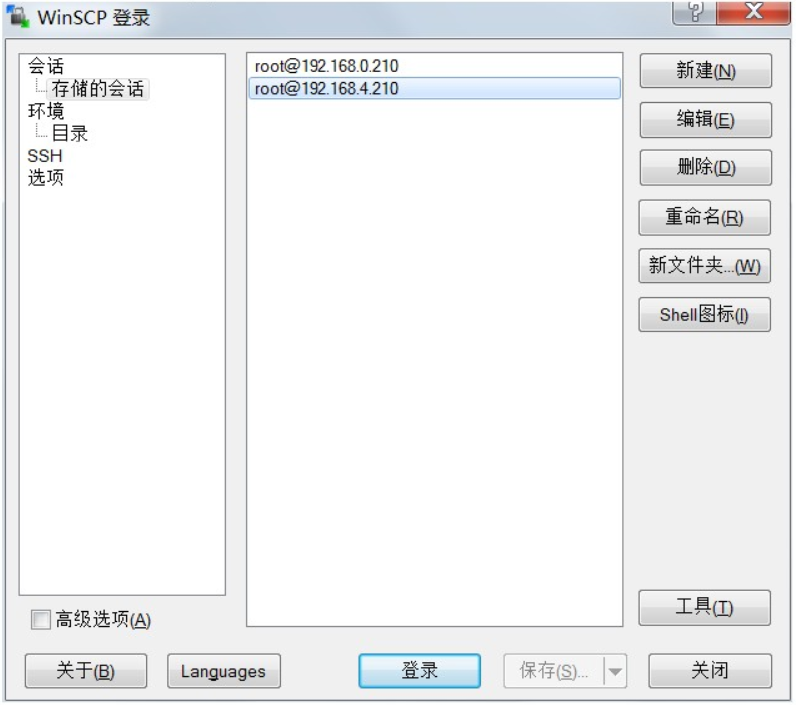 WinSCP 登录
会话
存储的会话
环境
目录
SSH
选项
root@192.168.0.210
root@192.168.4.210
新建(N)
编辑(E)
删除(D)
重命名(R)
新文件夹...(W)
Shell图标(I)
工具(T)
高级选项(A)
关于(B)
Languages
登录
保存(S)...
关闭